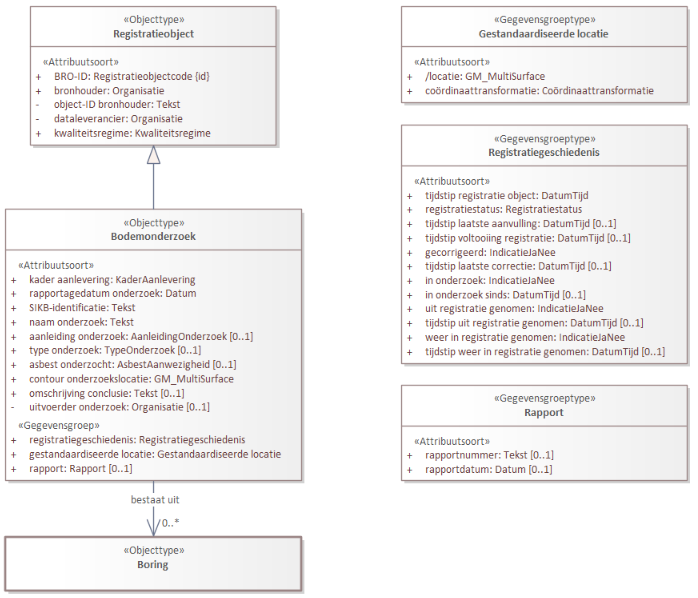 «Objecttype»
Registratieobject
«Attribuutsoort»
+ BRO-ID: Registratieobjectcode {id}
+ bronhouder: Organisatie
- object-ID bronhouder: Tekst
- dataleverancier: Organisatie
+ kwaliteitsregime: Kwaliteitsregime
«Objecttype»
Bodemonderzoek
«Attribuutsoort»
+ kader aanlevering: KaderAanlevering
+ rapportagedatum onderzoek: Datum
+ SIKB-identificatie: Tekst
+ naam onderzoek: Tekst
+ aanleiding onderzoek: AanleidingOnderzoek [0..1]
+ type onderzoek: TypeOnderzoek [0..1]
+ asbest onderzocht: AsbestAanwezigheid [0..1]
+ contour onderzoekslocatie: GM_MultiSurface
+ omschrijving conclusie: Tekst [0..1]
- uitvoerder onderzoek: Organisatie [0..1]
«Gegevensgroep»
+ registratiegeschiedenis: Registratiegeschiedenis
+ gestandaardiseerde locatie: Gestandaardiseerde locatie
+ rapport: Rapport [0..1]
bestaat uit
0..*
«Objecttype»
Boring
«Gegevensgroeptype»
Gestandaardiseerde locatie
«Attribuutsoort»
+ /locatie: GM_MultiSurface
+ coördinaattransformatie: Coördinaattransformatie
«Gegevensgroeptype»
Registratiegeschiedenis
«Attribuutsoort»
+ tijdstip registratie object: DatumTijd
+ registratiestatus: Registratiestatus
+ tijdstip laatste aanvulling: DatumTijd [0..1]
+ tijdstip voltooiing registratie: DatumTijd [0..1]
+ gecorrigeerd: IndicatieJaNee
+ tijdstip laatste correctie: DatumTijd [0..1]
+ in onderzoek: IndicatieJaNee
+ in onderzoek sinds: DatumTijd [0..1]
+ uit registratie genomen: IndicatieJaNee
+ tijdstip uit registratie genomen: DatumTijd [0..1]
+ weer in registratie genomen: IndicatieJaNee
+ tijdstip weer in registratie genomen: DatumTijd [0..1]
«Gegevensgroeptype»
Rapport
«Attribuutsoort»
+ rapportnummer: Tekst [0..1]
+ rapportdatum: Datum [0..1]